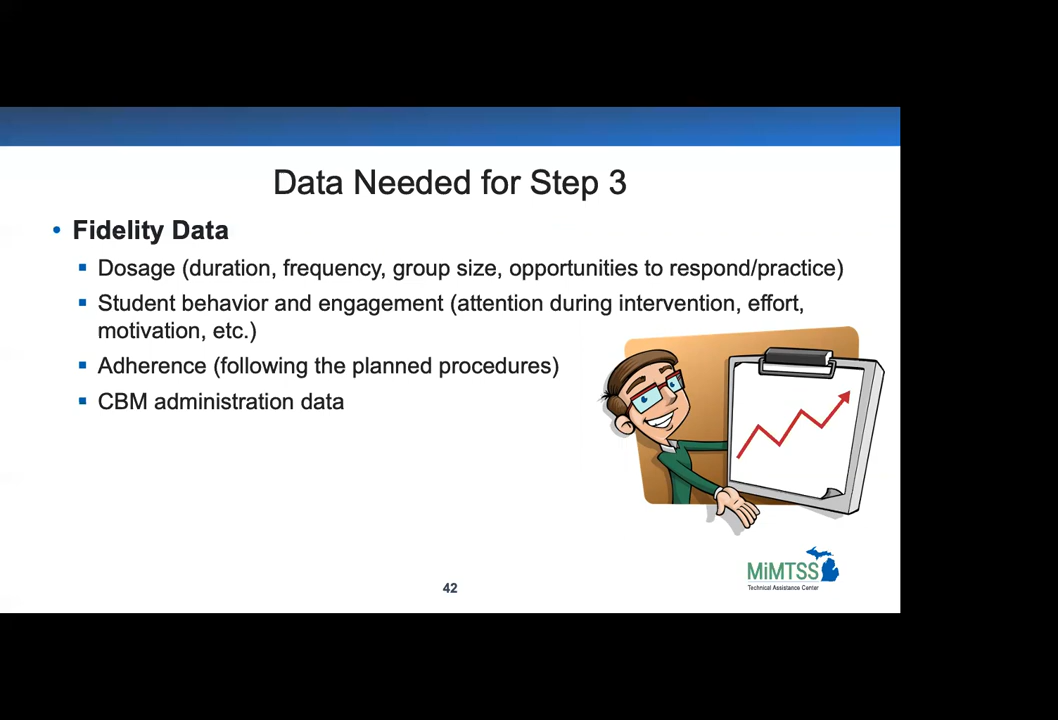 Data Needed for Step 3
• Fidelity Data
▪ Dosage (duration, frequency, group size, opportunities to respond/practice)
▪ Student behavior and engagement (attention during intervention, effort,
motivation, etc.)
▪ Adherence (following the planned procedures)
▪ CBM administration data
42
MiMTSS
Technical Assistance Center